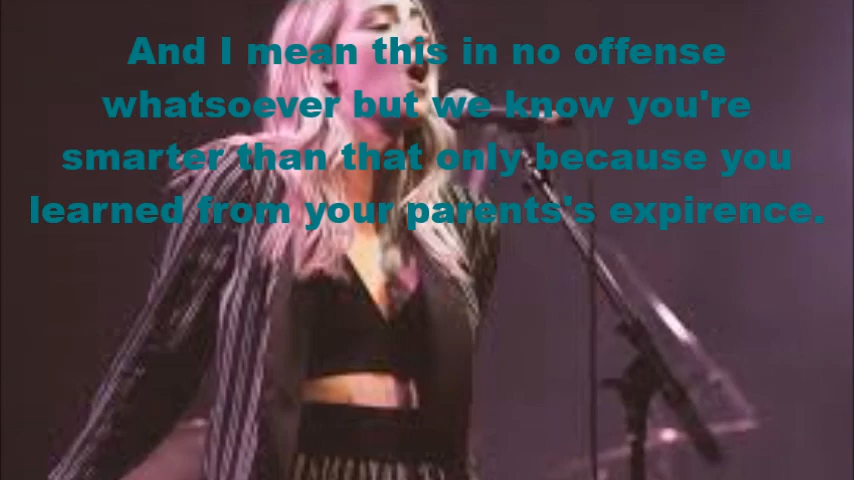 And I mean this in no offense
whatsoever but we know you're
smarter than that only because you
learned from your parents's expirence.